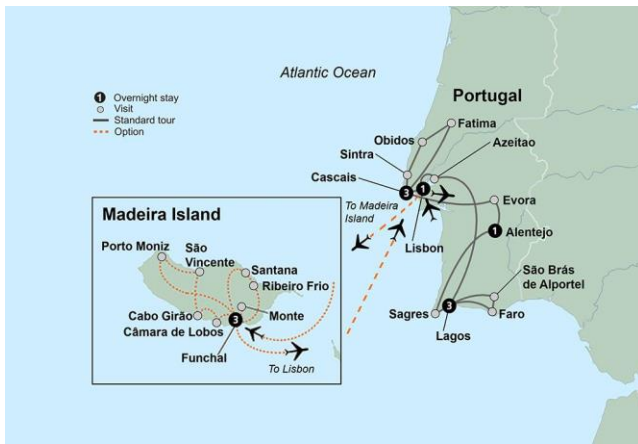 Atlantic Ocean
1 Overnight stay
Visit
Standard tour
Option
Portugal
Fatima
Obidos
Azeitao
Sintra
Cascais
3
1
Evora
To Madeira
Island
Lisbon
1
Alentejo
São Brás
de Alportel
Sagres
3
Faro
Lagos
Madeira Island
Porto Moniz
São
Vincente
Santana
Ribeiro Frio
Cabo Girão
Monte
Câmara de Lobos
3
Funchal
To Lisbon